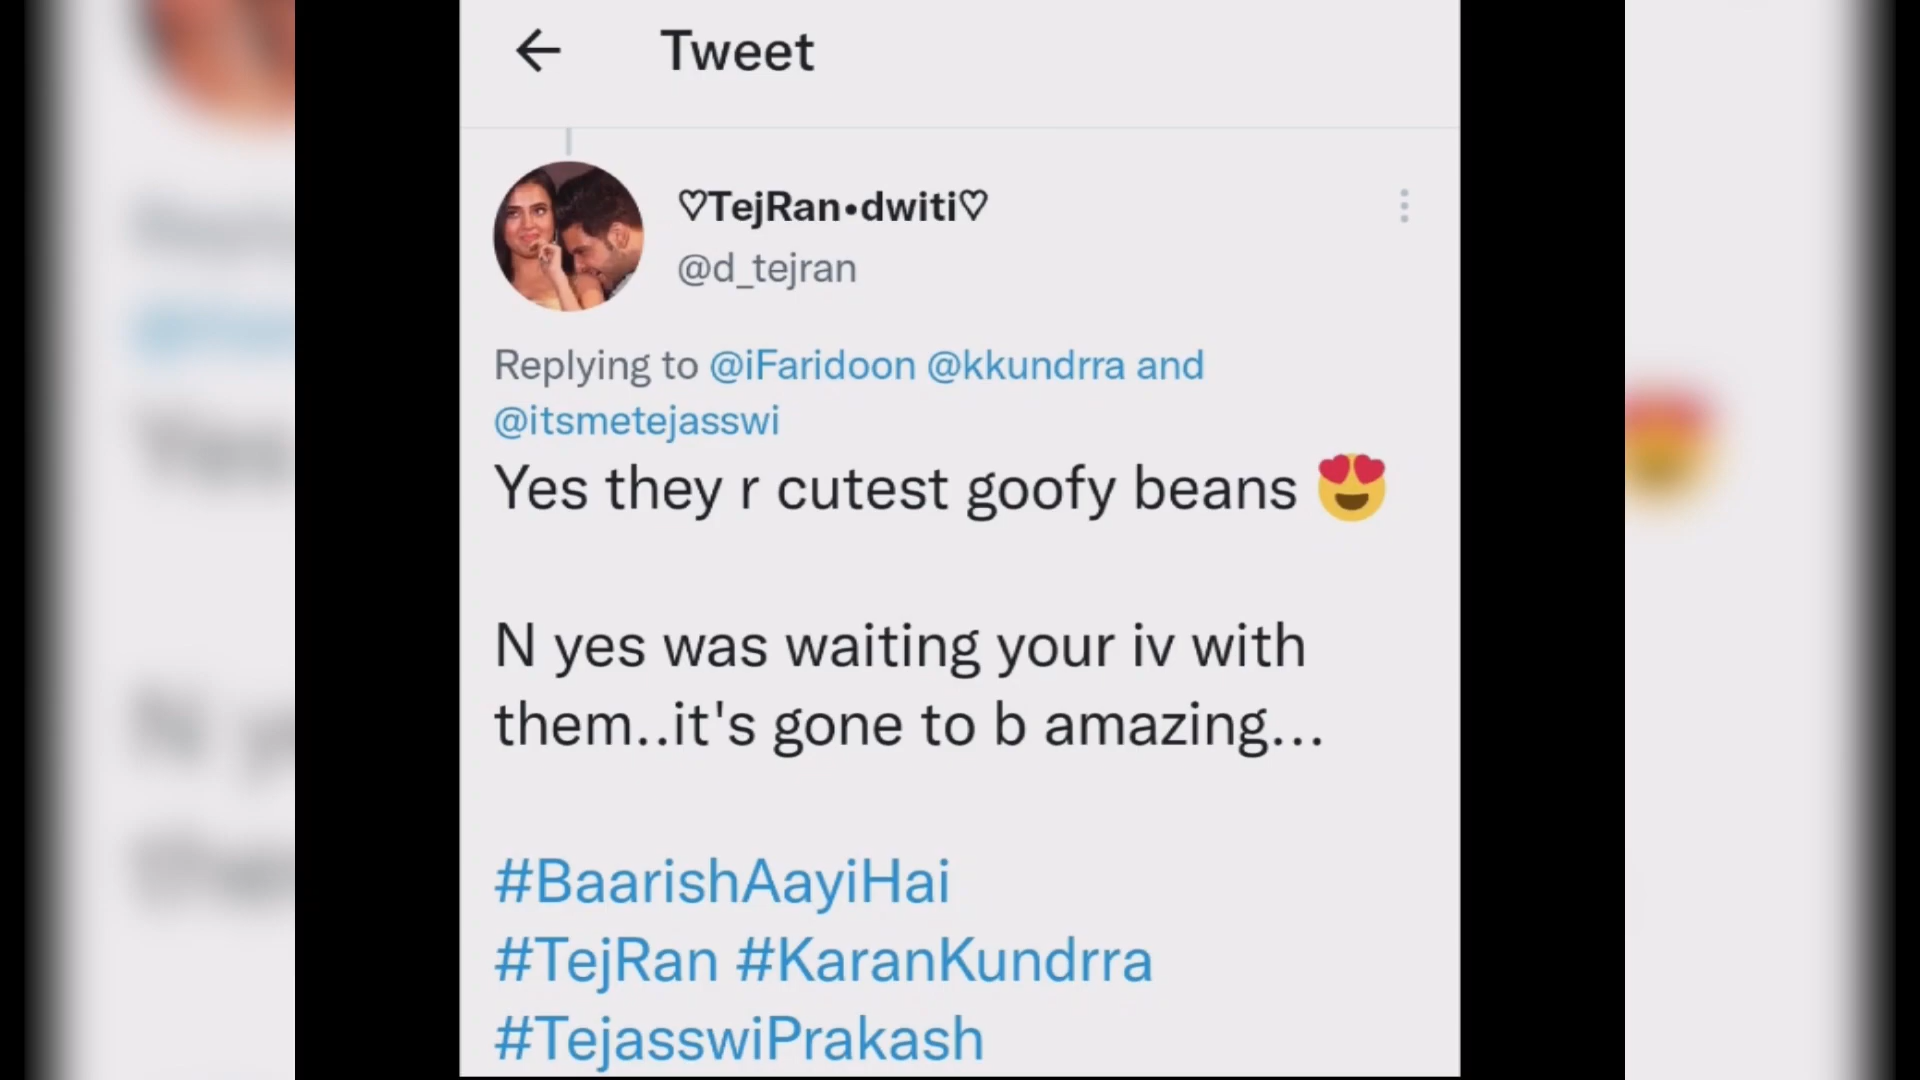 Tweet
♡TejRan•dwiti♡
@d_tejran
Replying to @iFaridoon @kkundrra and
@itsmetejasswi
Yes they r cutest goofy beans 😍
N yes was waiting your iv with
them..it's gone to b amazing...
#BaarishAayiHai
#TejRan #KaranKundrra
#TejasswiPrakash